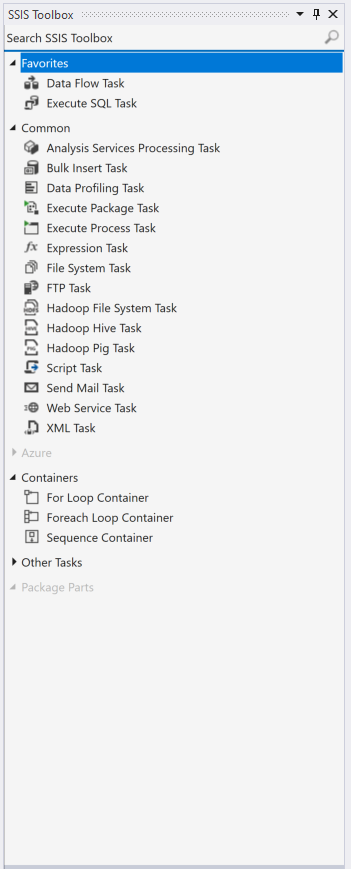 SSIS Toolbox
Search SSIS Toolbox
Favorites
Data Flow Task
Execute SQL Task
Common
Analysis Services Processing Task
Bulk Insert Task
Data Profiling Task
Execute Package Task
Execute Process Task
fx Expression Task
File System Task
FTP Task
Hadoop File System Task
Hadoop Hive Task
Hadoop Pig Task
Script Task
Send Mail Task
Web Service Task
XML Task
Azure
Containers
For Loop Container
Foreach Loop Container
Sequence Container
Other Tasks
Package Parts